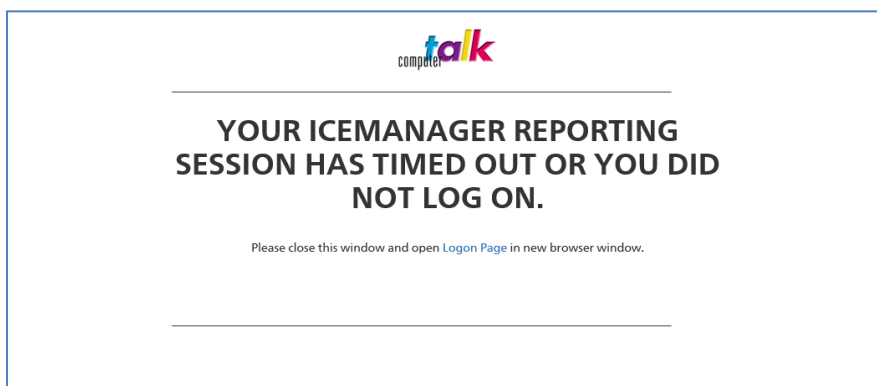 computer talk
YOUR ICEMANAGER REPORTING
SESSION HAS TIMED OUT OR YOU DID
NOT LOG ON.
Please close this window and open Logon Page in new browser window.